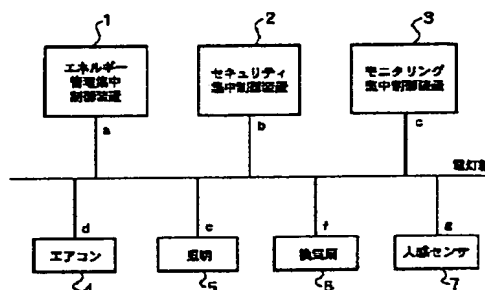 1
2
3
エネルギー
管理集中
制御装置
セキュリティ
集中制御装置
モニタリング
集中制御装置
a
b
c
電灯線
d
e
f
g
エアコン
照明
換気扇
人感センサ
4
5
6
7